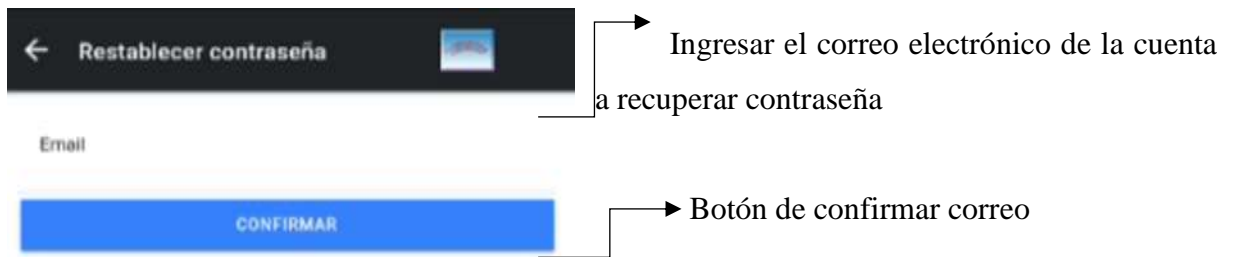 Restablecer contraseña
Ingresar el correo electrónico de la cuenta
a recuperar contraseña
Email
CONFIRMAR
Botón de confirmar correo